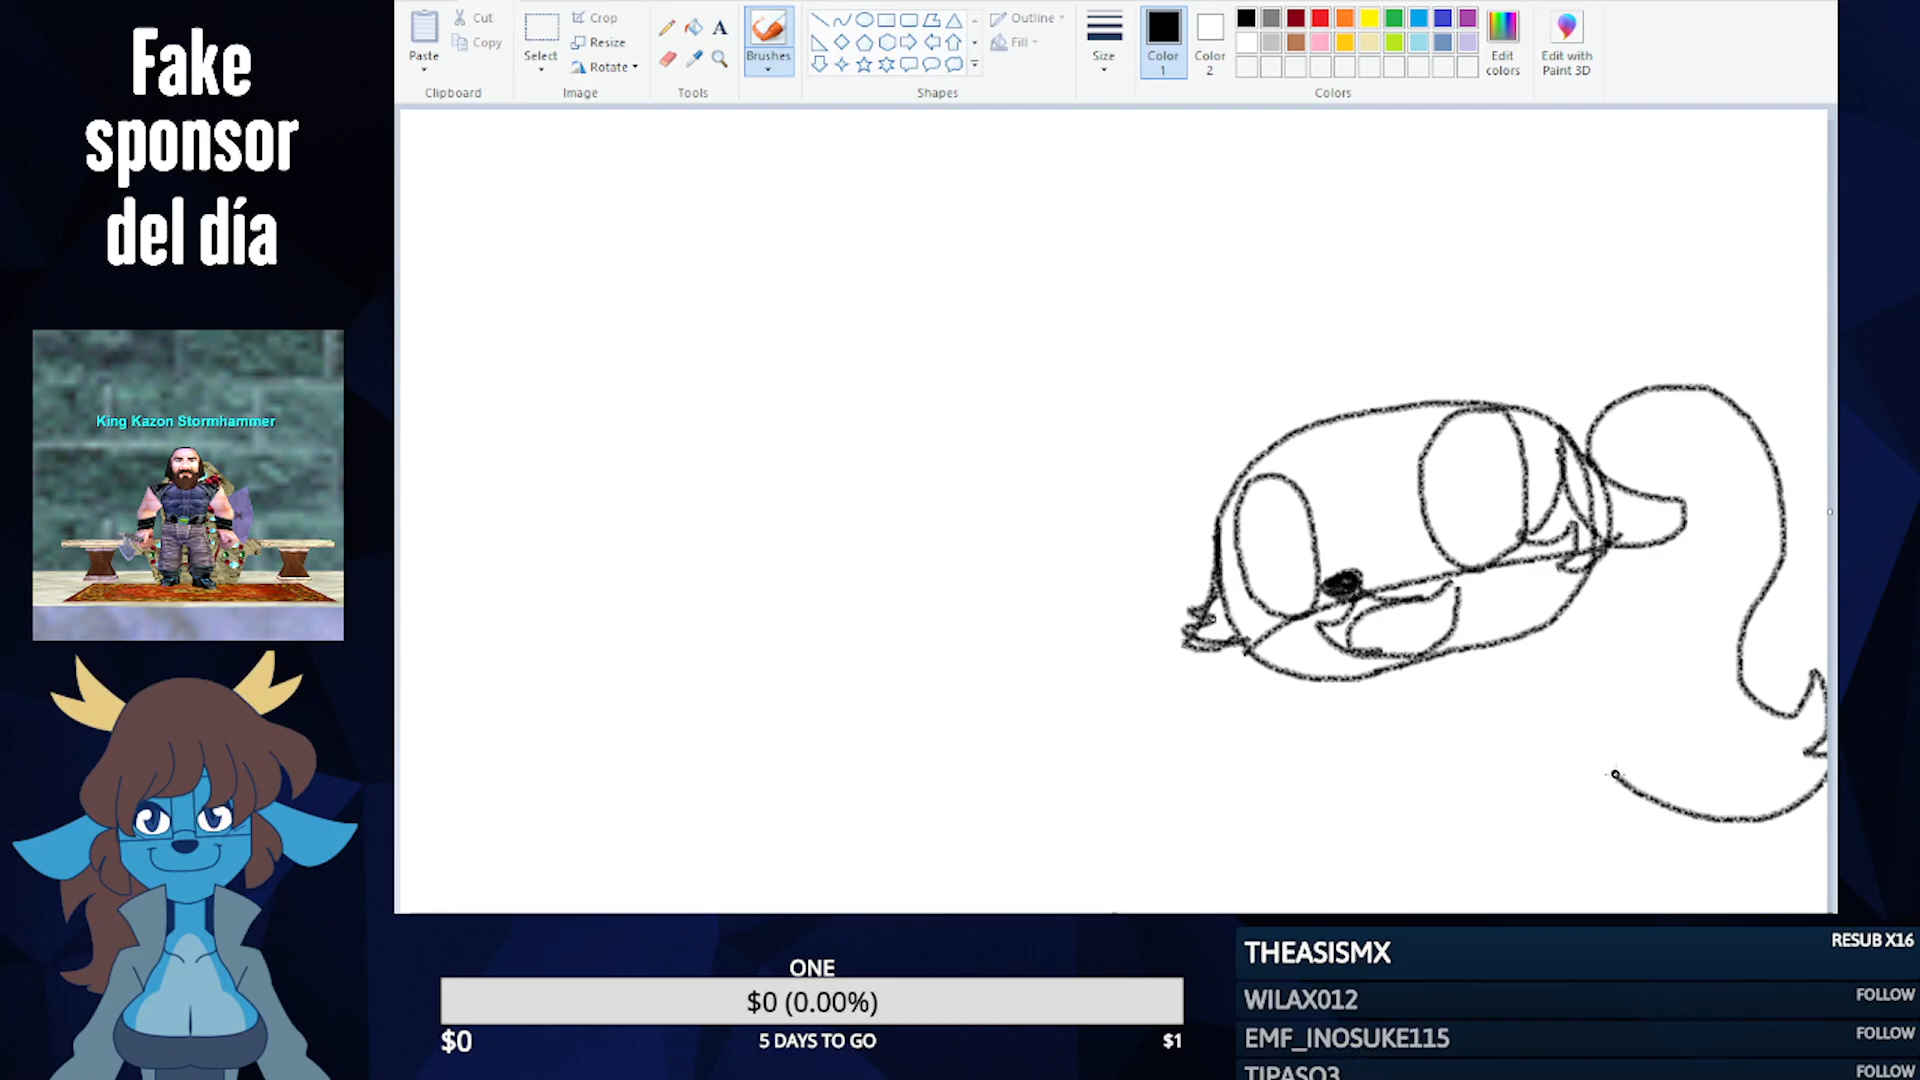 Fake
sponsor
del día
King Kazon Stormhammer
Paste
Cut
Copy
Clipboard
Select
Crop
Resize
Rotate
Image
A
Tools
Brushes
Shapes
Outline
Fill
Size
Color
1
Color
2
Colors
Edit
colors
Edit with
Paint 3D
ONE
$0 (0.00%)
$0
5 DAYS TO GO
$1
THEASISMX RESUB X16
WILAX012 FOLLOW
EMF_INOSUKE115 FOLLOW
TIPASO3 FOLLOW